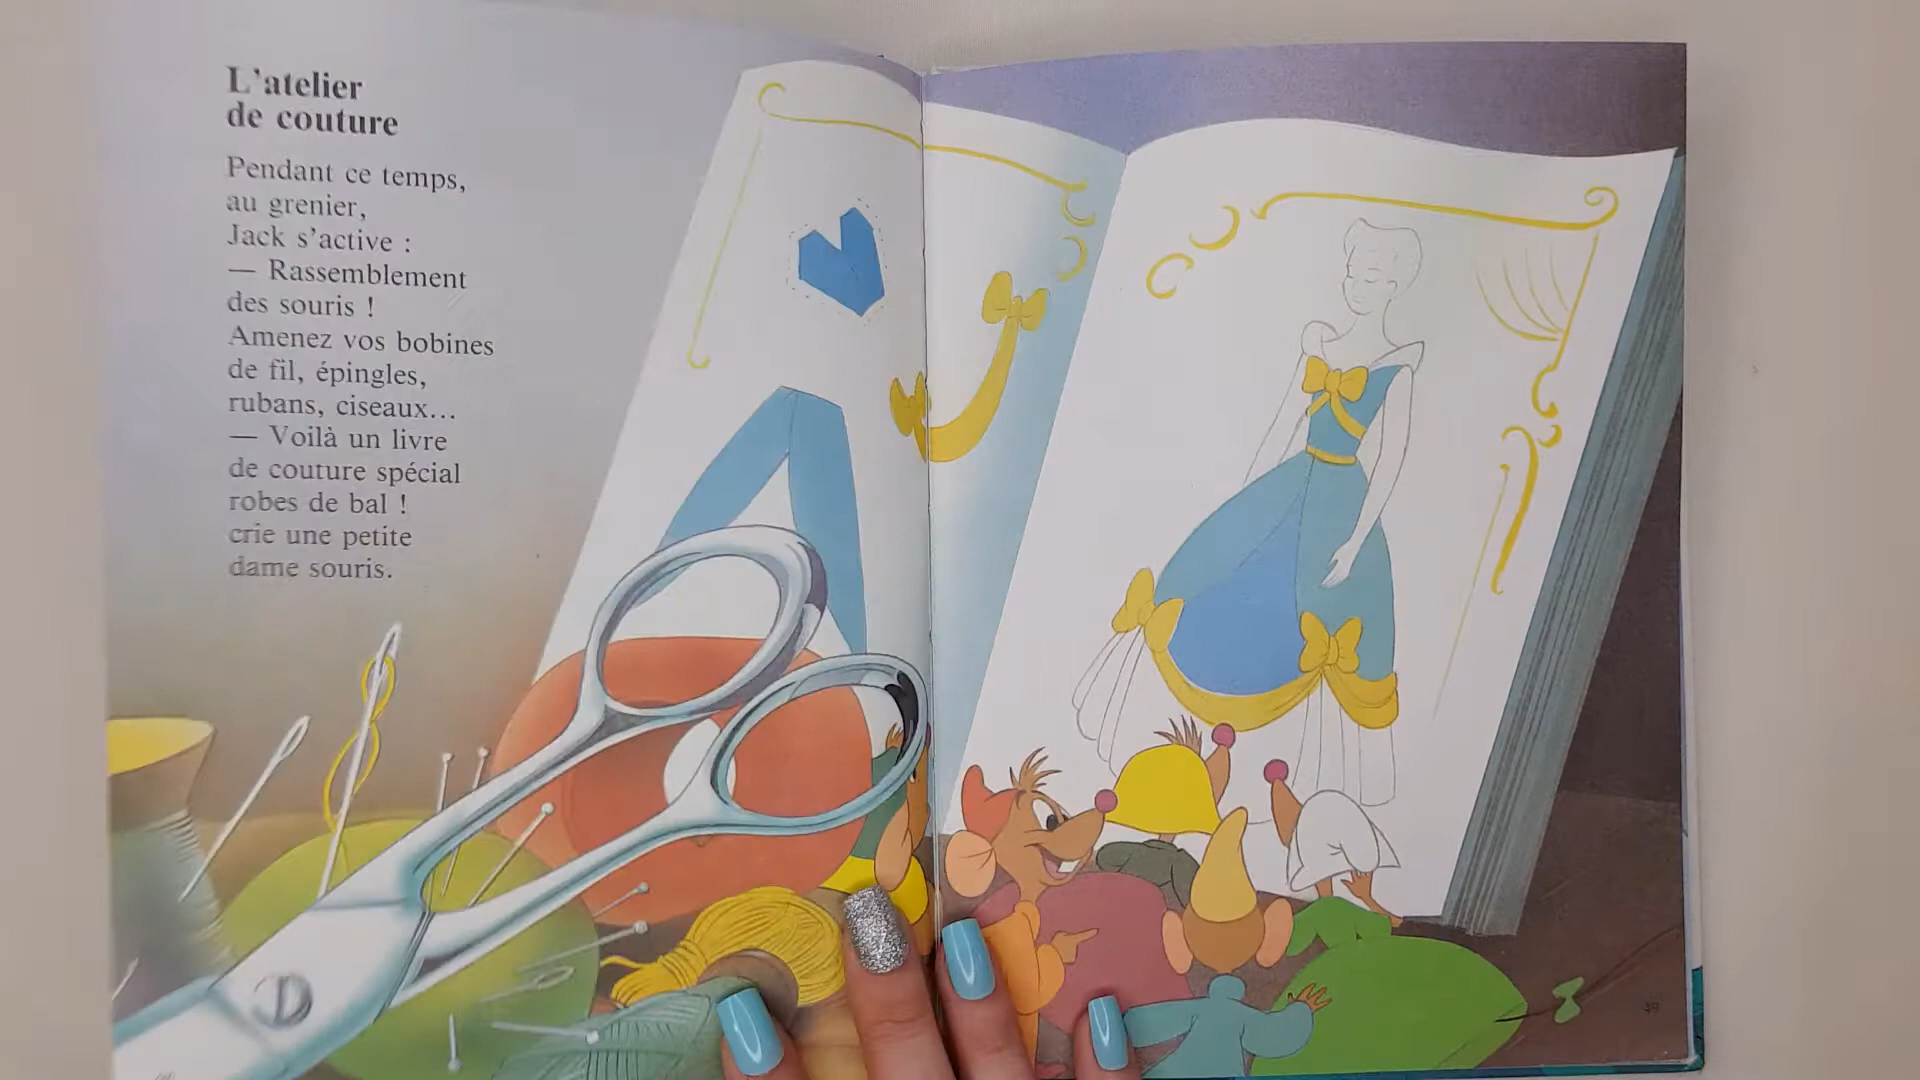 L'atelier
de couture
Pendant ce temps,
au grenier,
Jack s'active :
— Rassemblement
des souris !
Amenez vos bobines
de fil, épingles,
rubans, ciseaux...
— Voilà un livre
de couture spécial
robes de bal !
crie une petite
dame souris.
49